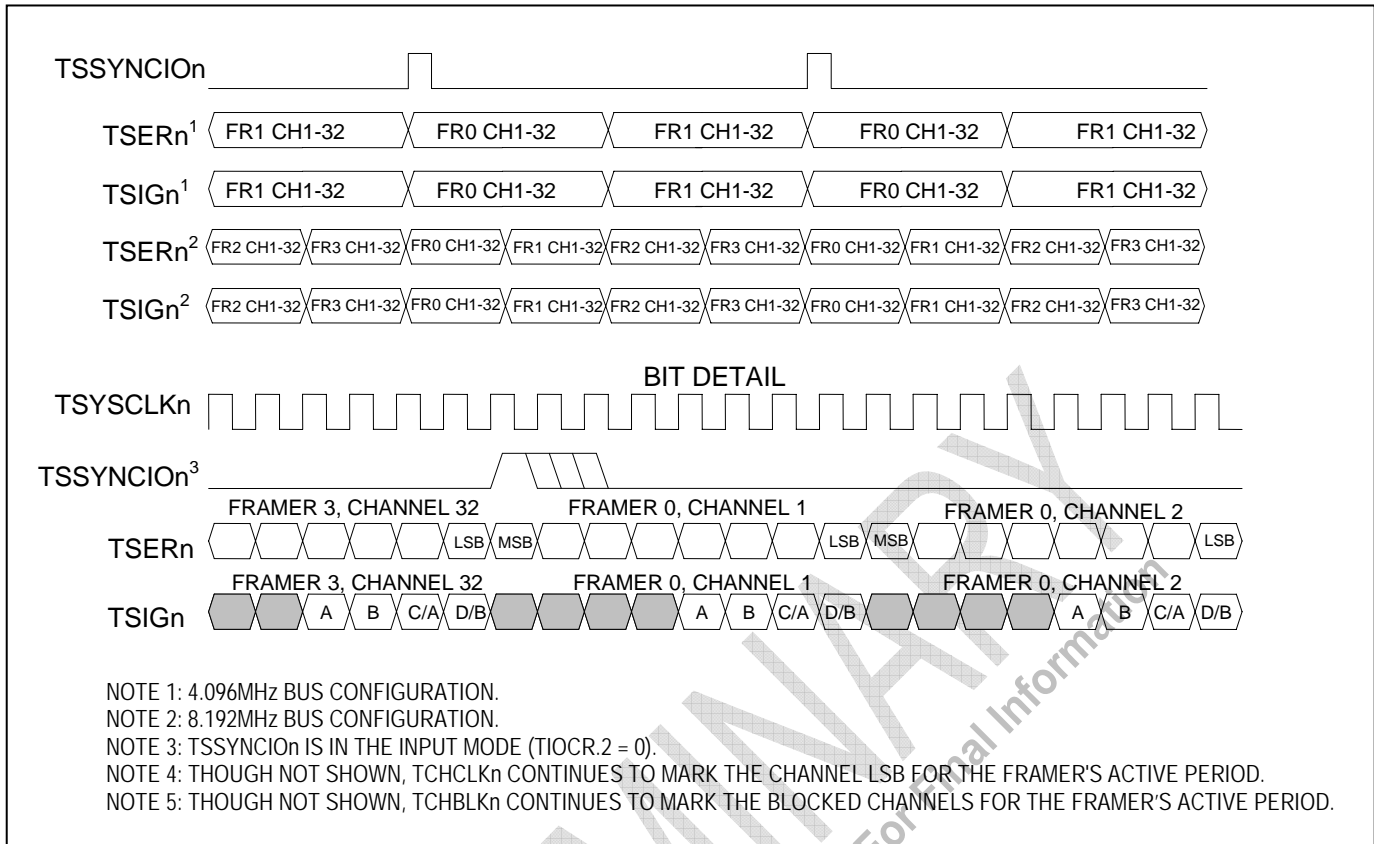 TSSYNCIOn
TSERn1 FR1 CH1-32 FR0 CH1-32 FR1 CH1-32 FR0 CH1-32 FR1 CH1-32
TSIGn1 FR1 CH1-32 FR0 CH1-32 FR1 CH1-32 FR0 CH1-32 FR1 CH1-32
TSERn2 FR2 CH1-32 FR3 CH1-32 FR0 CH1-32 FR1 CH1-32 FR2 CH1-32 FR3 CH1-32 FR0 CH1-32 FR1 CH1-32 FR2 CH1-32 FR3 CH1-32
TSIGn2 FR2 CH1-32 FR3 CH1-32 FR0 CH1-32 FR1 CH1-32 FR2 CH1-32 FR3 CH1-32 FR0 CH1-32 FR1 CH1-32 FR2 CH1-32 FR3 CH1-32
BIT DETAIL
TSYSCLKn
TSSYNCIOn3
FRAMER 3, CHANNEL 32 FRAMER 0, CHANNEL 1 FRAMER 0, CHANNEL 2
TSERn LSB MSB LSB MSB LSB
FRAMER 3, CHANNEL 32 FRAMER 0, CHANNEL 1 FRAMER 0, CHANNEL 2
TSIGn A B C/A D/B A B C/A D/B A B C/A D/B
NOTE 1: 4.096MHz BUS CONFIGURATION.
NOTE 2: 8.192MHz BUS CONFIGURATION.
NOTE 3: TSSYNCIOn IS IN THE INPUT MODE (TIOCR.2 = 0).
NOTE 4: THOUGH NOT SHOWN, TCHCLKn CONTINUES TO MARK THE CHANNEL LSB FOR THE FRAMER'S ACTIVE PERIOD.
NOTE 5: THOUGH NOT SHOWN, TCHBLKn CONTINUES TO MARK THE BLOCKED CHANNELS FOR THE FRAMER’S ACTIVE PERIOD.
MINARY
For Final Information